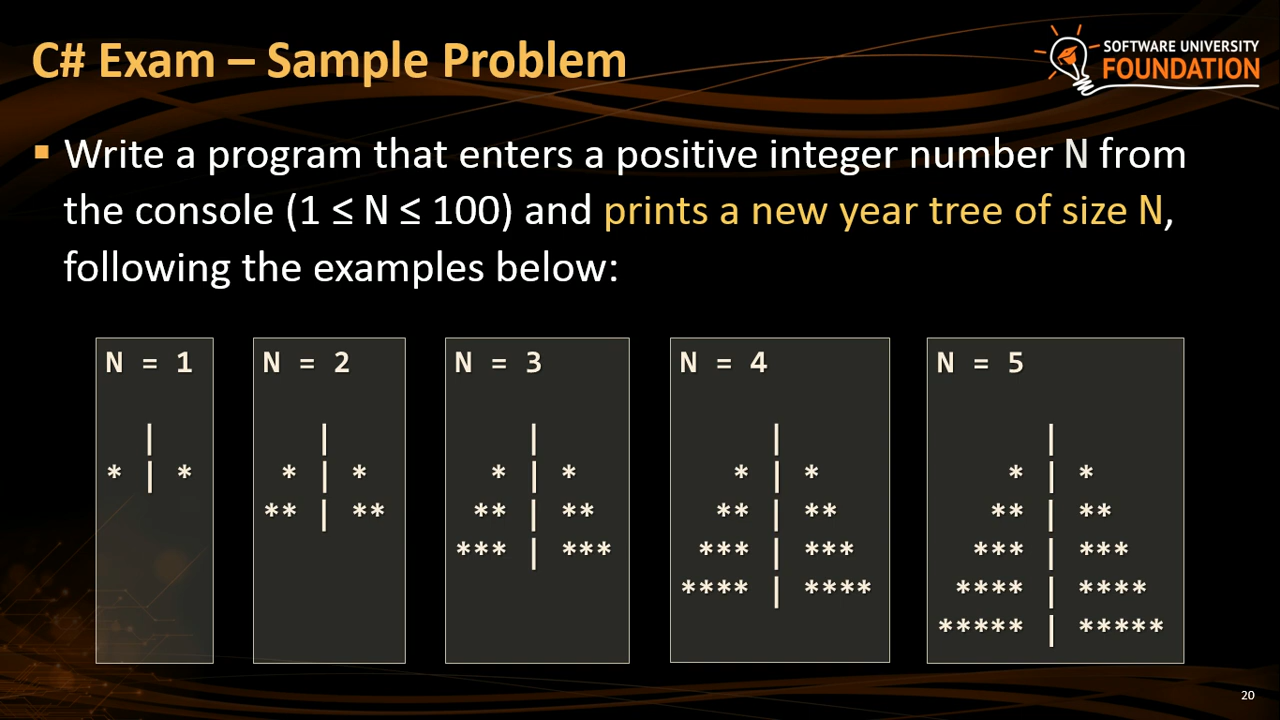 C# Exam – Sample Problem
SOFTWARE UNIVERSITY
FOUNDATION
▪ Write a program that enters a positive integer number N from
the console (1 ≤ N ≤ 100) and prints a new year tree of size N,
following the examples below:
N = 1
  |
* | *
N = 2
   |
 * | *
** | **
N = 3
    |
  * | *
 ** | **
*** | ***
N = 4
     |
   * | *
  ** | **
 *** | ***
**** | ****
N = 5
      |
    * | *
   ** | **
  *** | ***
 **** | ****
***** | *****
20